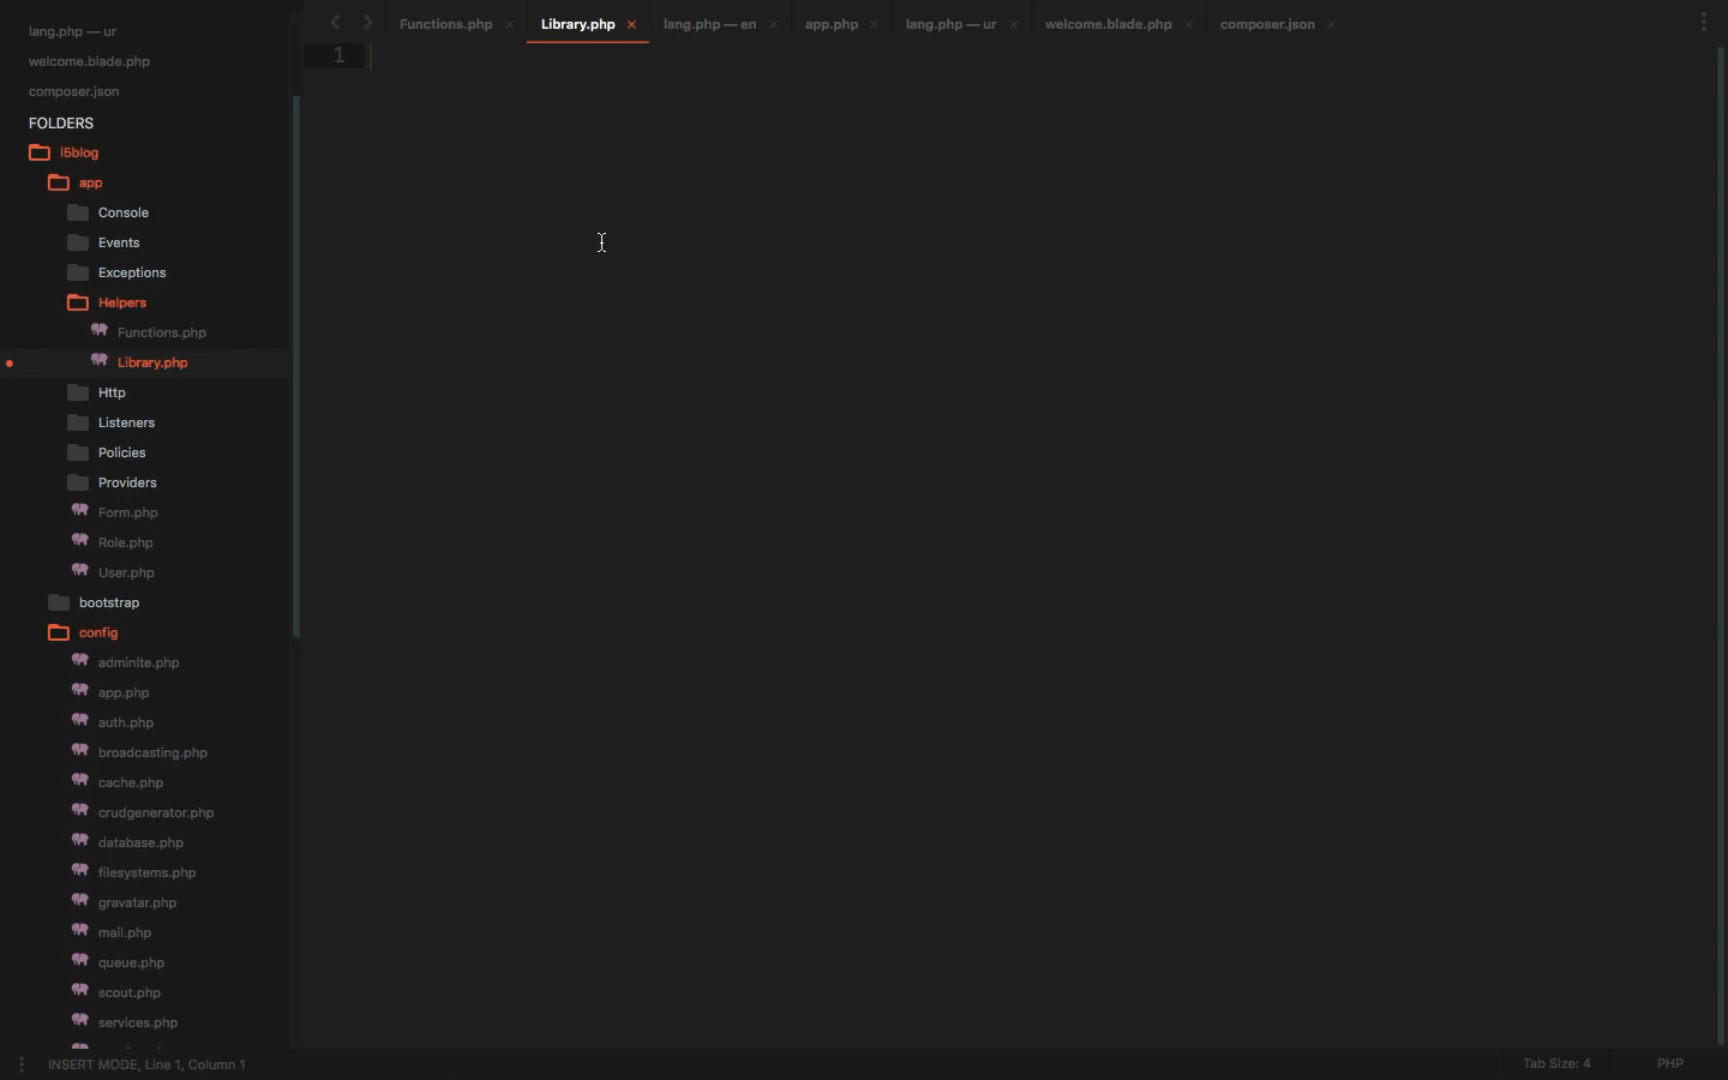 lang.php — ur
welcome.blade.php
composer.json
FOLDERS
l5blog
app
Console
Events
Exceptions
Helpers
Functions.php
Library.php
Http
Listeners
Policies
Providers
Form.php
Role.php
User.php
bootstrap
config
adminlte.php
app.php
auth.php
broadcasting.php
cache.php
crudgenerator.php
database.php
filesystems.php
gravatar.php
mail.php
queue.php
scout.php
services.php
Functions.php Library.php lang.php — en app.php lang.php — ur welcome.blade.php composer.json
1
INSERT MODE, Line 1, Column 1 Tab Size: 4 PHP